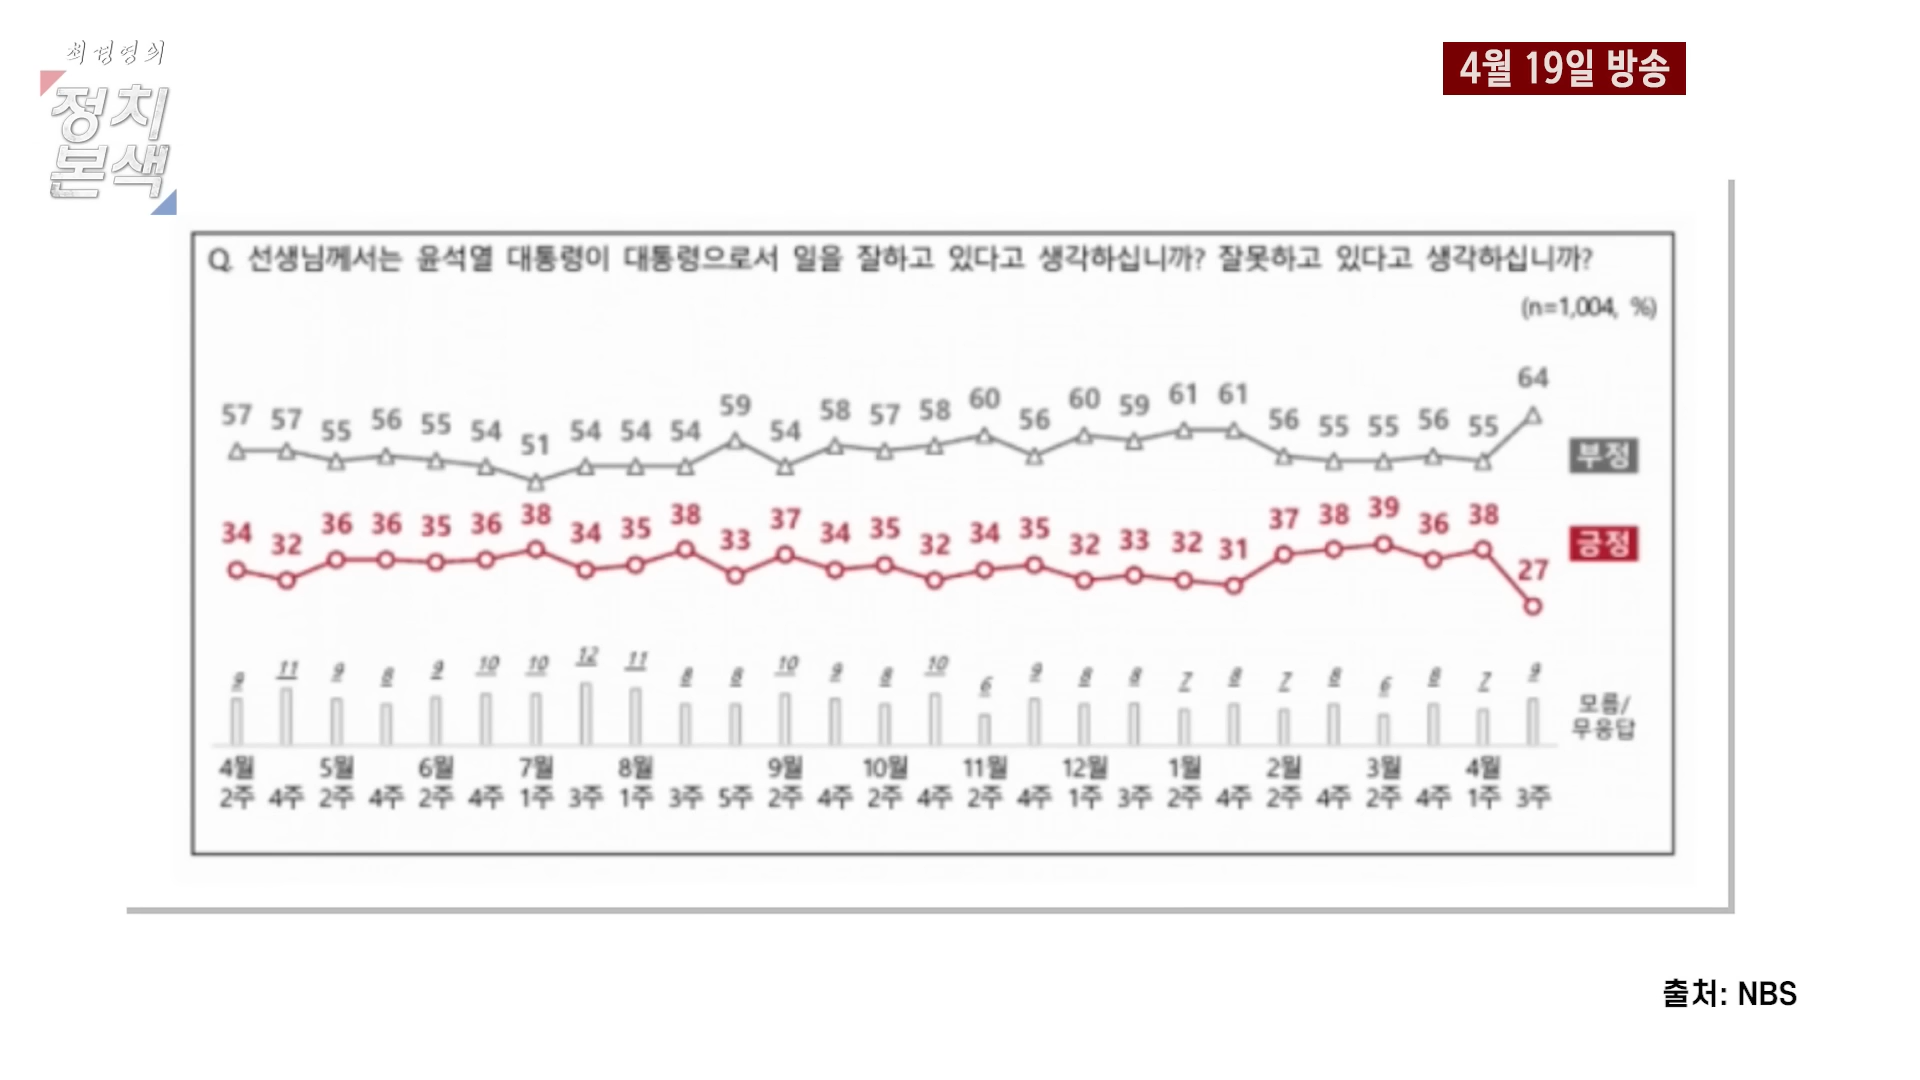 최경영의
정치
본색
4월 19일 방송
Q. 선생님께서는 윤석열 대통령이 대통령으로서 일을 잘하고 있다고 생각하십니까? 잘못하고 있다고 생각하십니까?
(n=1,004, %)
57 57 55 56 55 54 51 54 54 54 59 54 58 57 58 60 56 60 59 61 61 56 55 55 56 55 64
부정
34 32 36 36 35 36 38 34 35 38 33 37 34 35 32 34 35 32 33 32 31 37 38 39 36 38 27
긍정
9 11 9 8 9 10 10 12 11 8 8 10 9 8 10 6 9 8 8 7 8 7 8 6 8 7 9
모름/
무응답
4월 5월 6월 7월 8월 9월 10월 11월 12월 1월 2월 3월 4월
2주 4주 2주 4주 2주 4주 1주 3주 1주 3주 5주 2주 4주 2주 4주 2주 4주 1주 3주 2주 4주 2주 4주 2주 4주 1주 3주
출처: NBS